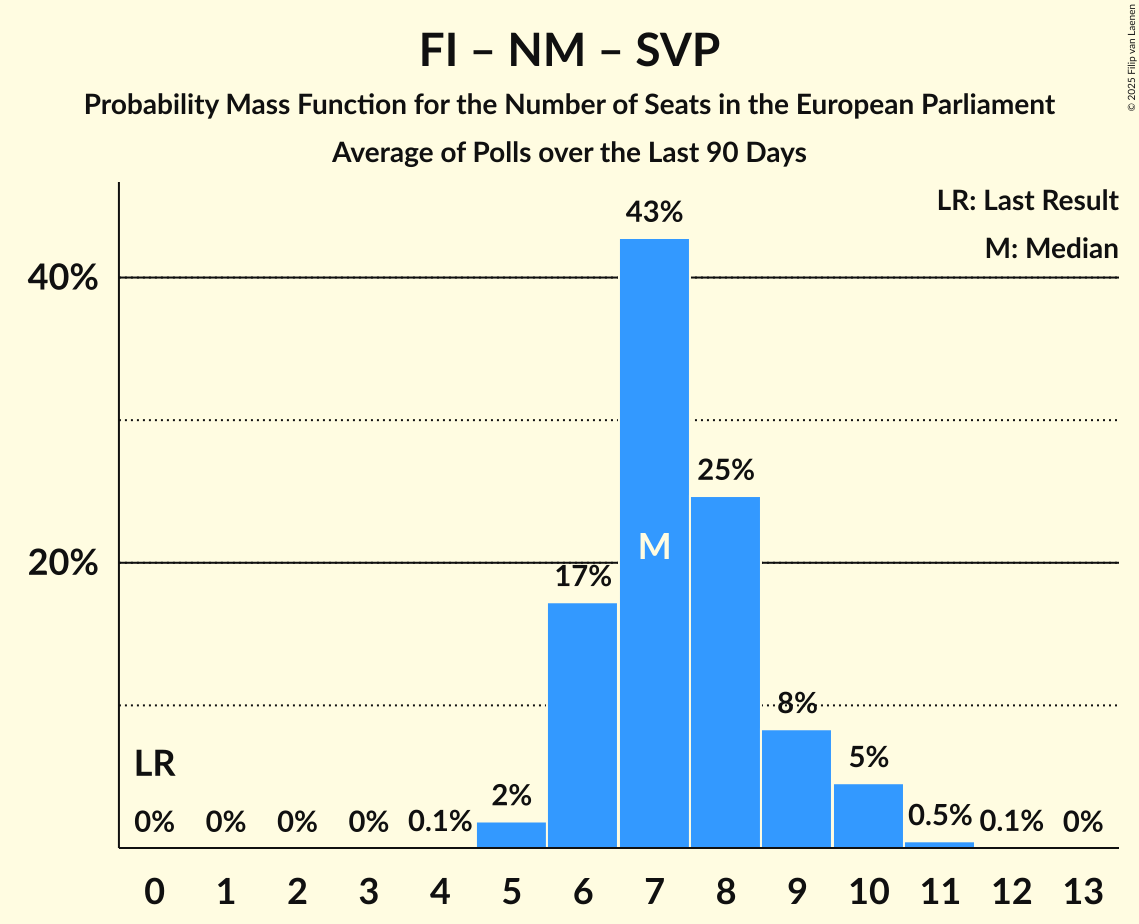 FI – NM – SVP
Probability Mass Function for the Number of Seats in the European Parliament
Average of Polls over the Last 90 Days
© 2025 Filip van Laenen
LR: Last Result
M: Median
43%
40%
25%
M
20%
17%
8%
LR
5%
2%
0% 0% 0% 0% 0.1% 0.5% 0.1% 0%
0 1 2 3 4 5 6 7 8 9 10 11 12 13